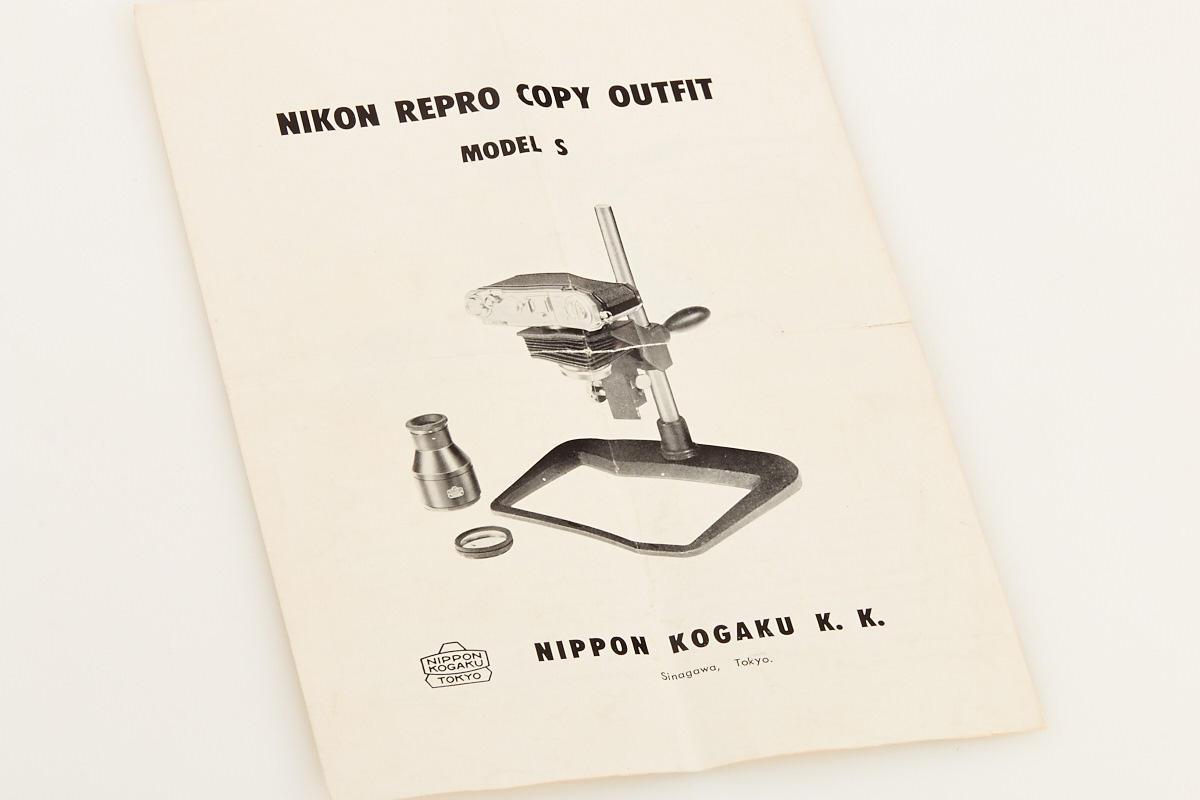 NIKON REPRO COPY OUTFIT
MODEL S
NIPPON
KOGAKU
TOKYO
NIPPON KOGAKU K. K.
Sinagawa, Tokyo.